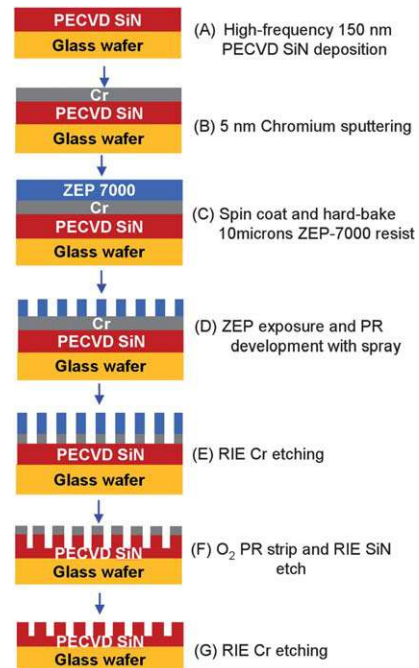 PECVD SiN
Glass wafer
(A) High-frequency 150 nm
PECVD SiN deposition
Cr
PECVD SiN
Glass wafer
(B) 5 nm Chromium sputtering
ZEP 7000
Cr
PECVD SiN
Glass wafer
(C) Spin coat and hard-bake
10microns ZEP-7000 resist
Cr
PECVD SiN
Glass wafer
(D) ZEP exposure and PR
development with spray
PECVD SiN
Glass wafer
(E) RIE Cr etching
PECVD SiN
Glass wafer
(F) O₂ PR strip and RIE SiN
etch
PECVD SiN
Glass wafer
(G) RIE Cr etching